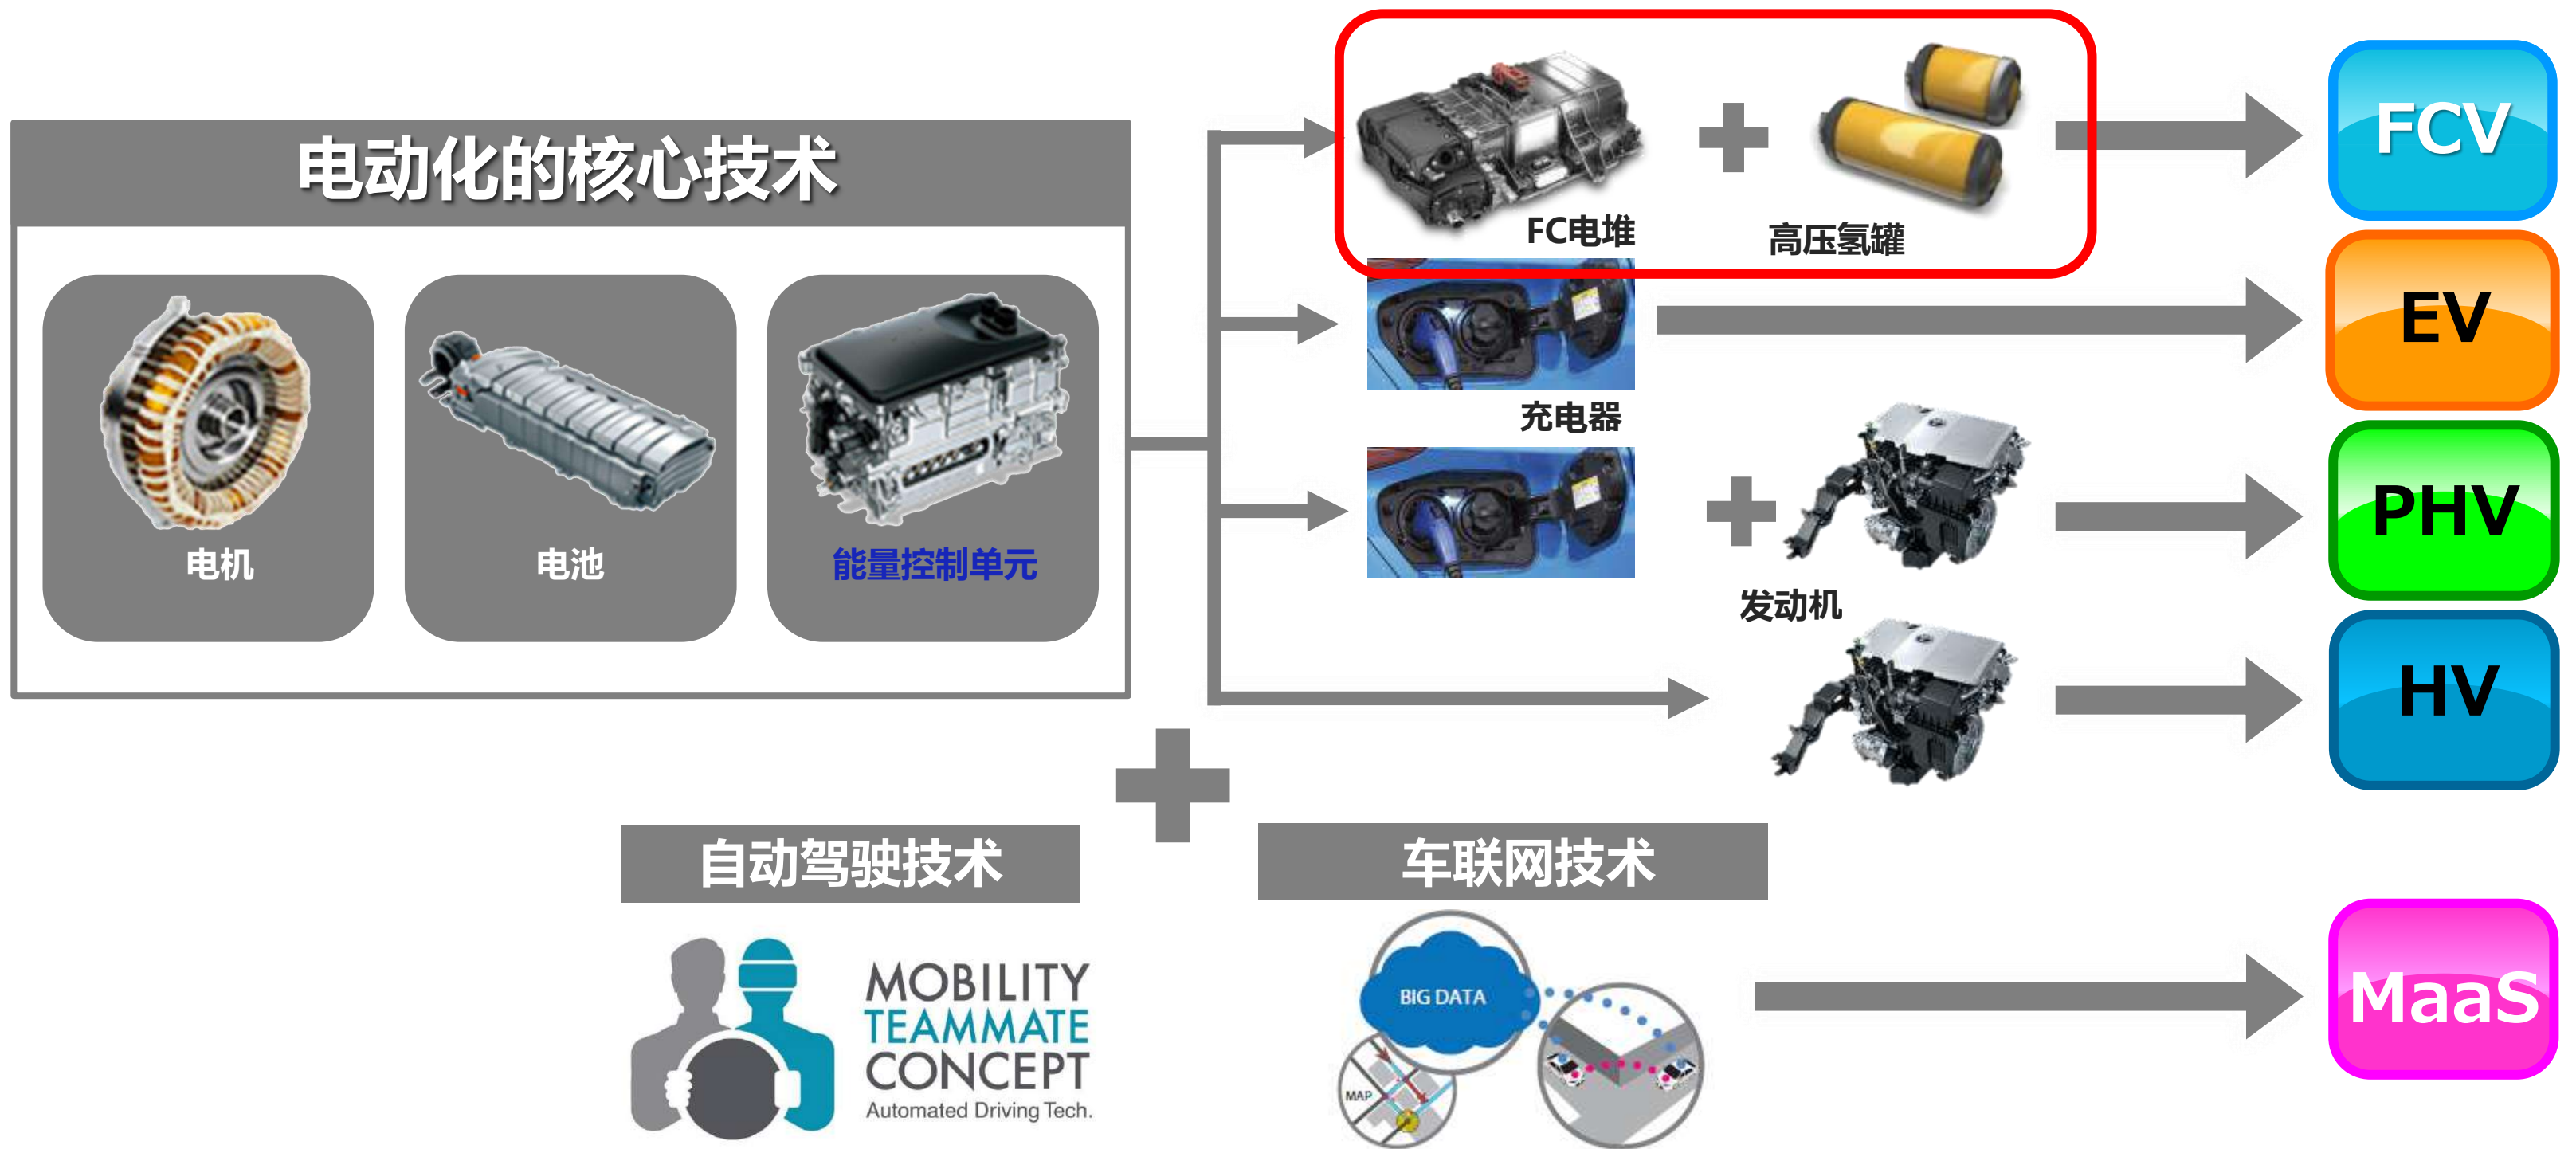 电动化的核心技术
电机
电池
能量控制单元
FC电堆
高压氢罐
充电器
发动机
FCV
EV
PHV
HV
自动驾驶技术
MOBILITY
TEAMMATE
CONCEPT
Automated Driving Tech.
车联网技术
BIG DATA
MAP
MaaS